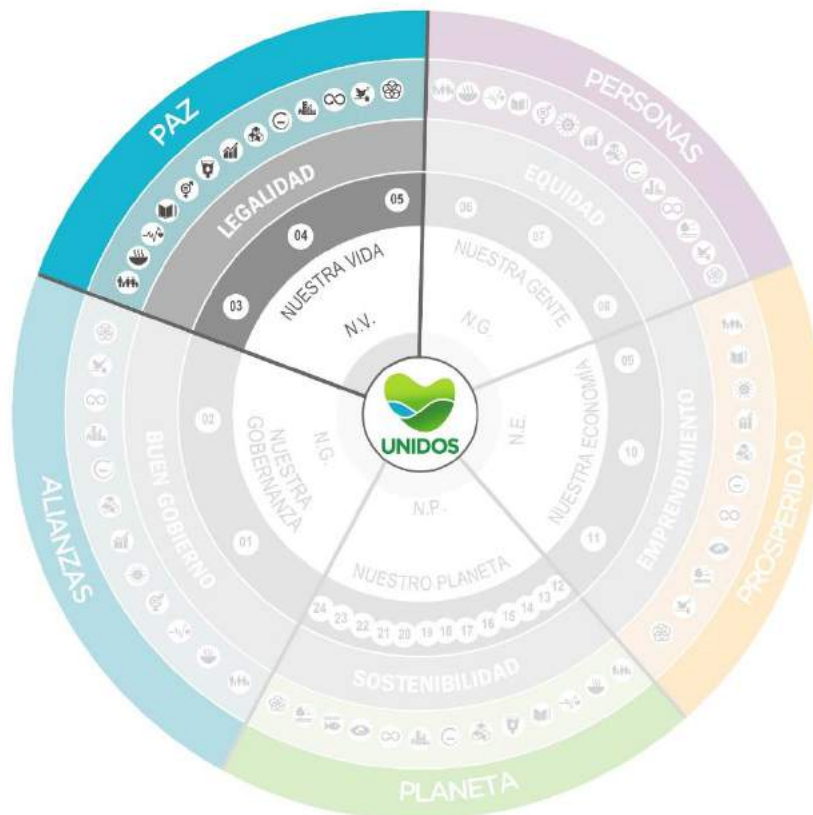 PAZ
LEGALIDAD
03
04
05
NUESTRA VIDA
N.V.
PERSONAS
EQUIDAD
06
07
08
NUESTRA GENTE
N.G.
PROSPERIDAD
EMPRENDIMIENTO
09
10
11
NUESTRA ECONOMÍA
N.E.
PLANETA
SOSTENIBILIDAD
24
23
22
21
20
19
18
17
16
15
14
13
12
NUESTRO PLANETA
N.P.
ALIANZAS
BUEN GOBIERNO
02
01
NUESTRA
GOBERNANZA
N.G.
UNIDOS